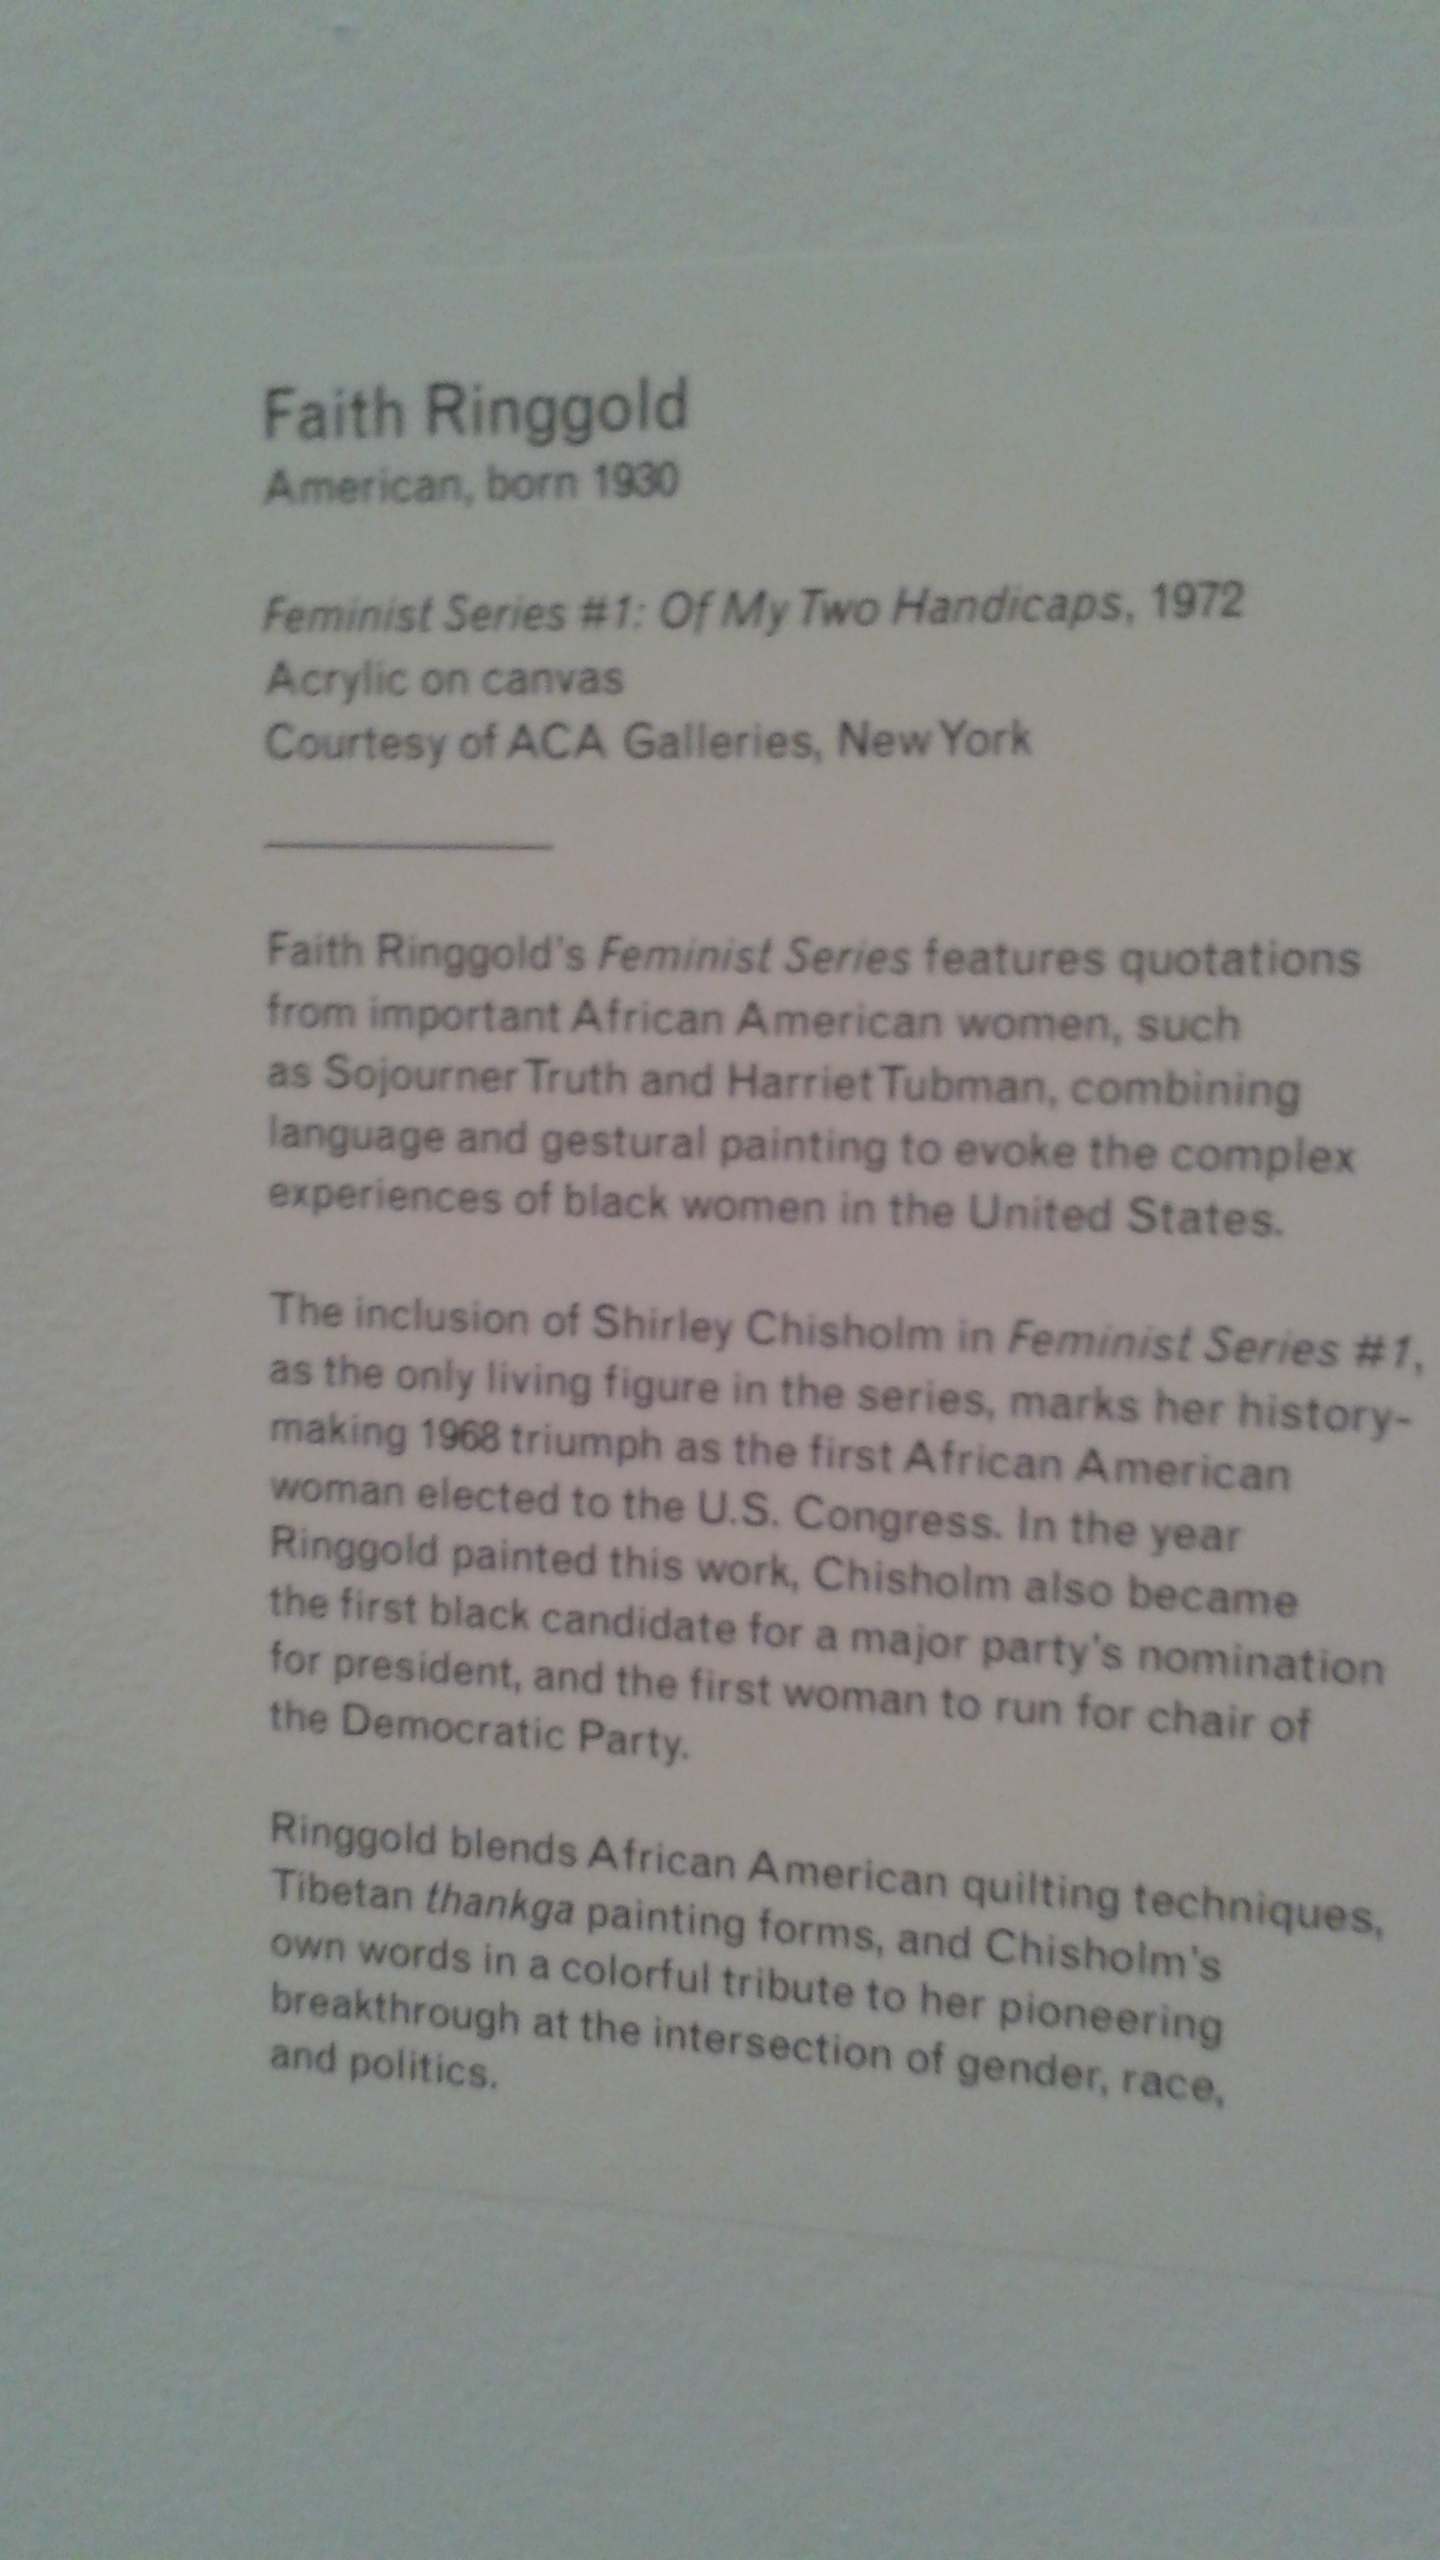 Faith Ringgold
American, born 1930
Feminist Series #1: Of My Two Handicaps, 1972
Acrylic on canvas
Courtesy of ACA Galleries, New York
Faith Ringgold's Feminist Series features quotations
from important African American women, such
as Sojourner Truth and Harriet Tubman, combining
language and gestural painting to evoke the complex
experiences of black women in the United States.
The inclusion of Shirley Chisholm in Feminist Series #1,
as the only living figure in the series, marks her history-
making 1968 triumph as the first African American
woman elected to the U.S. Congress. In the year
Ringgold painted this work, Chisholm also became
the first black candidate for a major party's nomination
for president, and the first woman to run for chair of
the Democratic Party.
Ringgold blends African American quilting techniques,
Tibetan thankga painting forms, and Chisholm's
own words in a colorful tribute to her pioneering
breakthrough at the intersection of gender, race,
and politics.